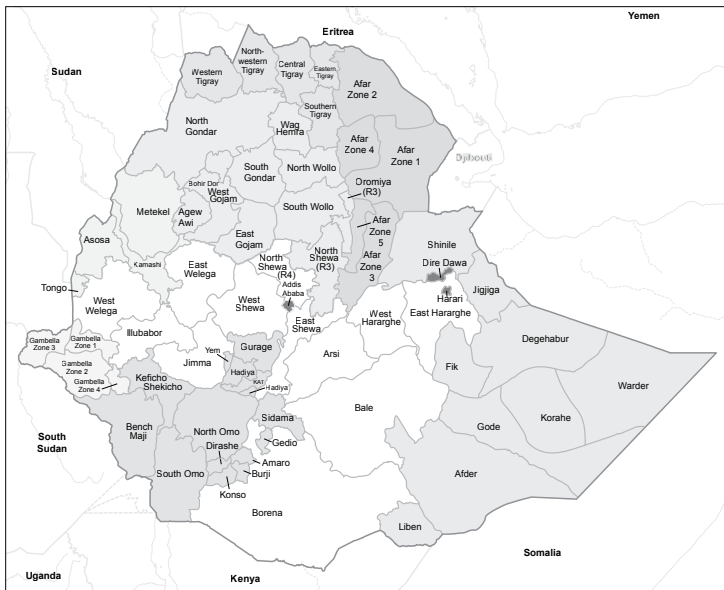 Yemen
Eritrea
Sudan
North-
western
Tigray
Central
Tigray
Eastern
Tigray
Western
Tigray
Afar
Zone 2
Southern
Tigray
North
Gondar
Wag
Hemra
Afar
Zone 4
Afar
Zone 1
Djibouti
South
Gondar
North Wollo
Bohir Dor
West
Gojam
Oromiya
(R3)
Metekel
Agew
Awi
South Wollo
Afar
Zone
5
Shinile
Asosa
East
Gojam
North
Shewa
(R3)
Afar
Zone
3
Dire Dawa
Kamashi
East
Welega
North
Shewa
(R4)
Addis
Ababa
Tongo
West
Welega
West
Shewa
East
Shewa
West
Hararghe
Harari
East Hararghe
Jigjiga
Illubabor
Gambella
Zone 3
Gambella
Zone 1
Gambella
Zone 2
Gambella
Zone 4
Yem
Gurage
Arsi
Degehabur
Jimma
Hadiya
KAT
Hadiya
Fik
Keficho
Shekicho
Warder
Bale
Korahe
Gode
Bench
Maji
North Omo
Sidama
South
Sudan
Dirashe
Gedio
South Omo
Amaro
Burji
Konso
Afder
Borena
Liben
Somalia
Uganda
Kenya